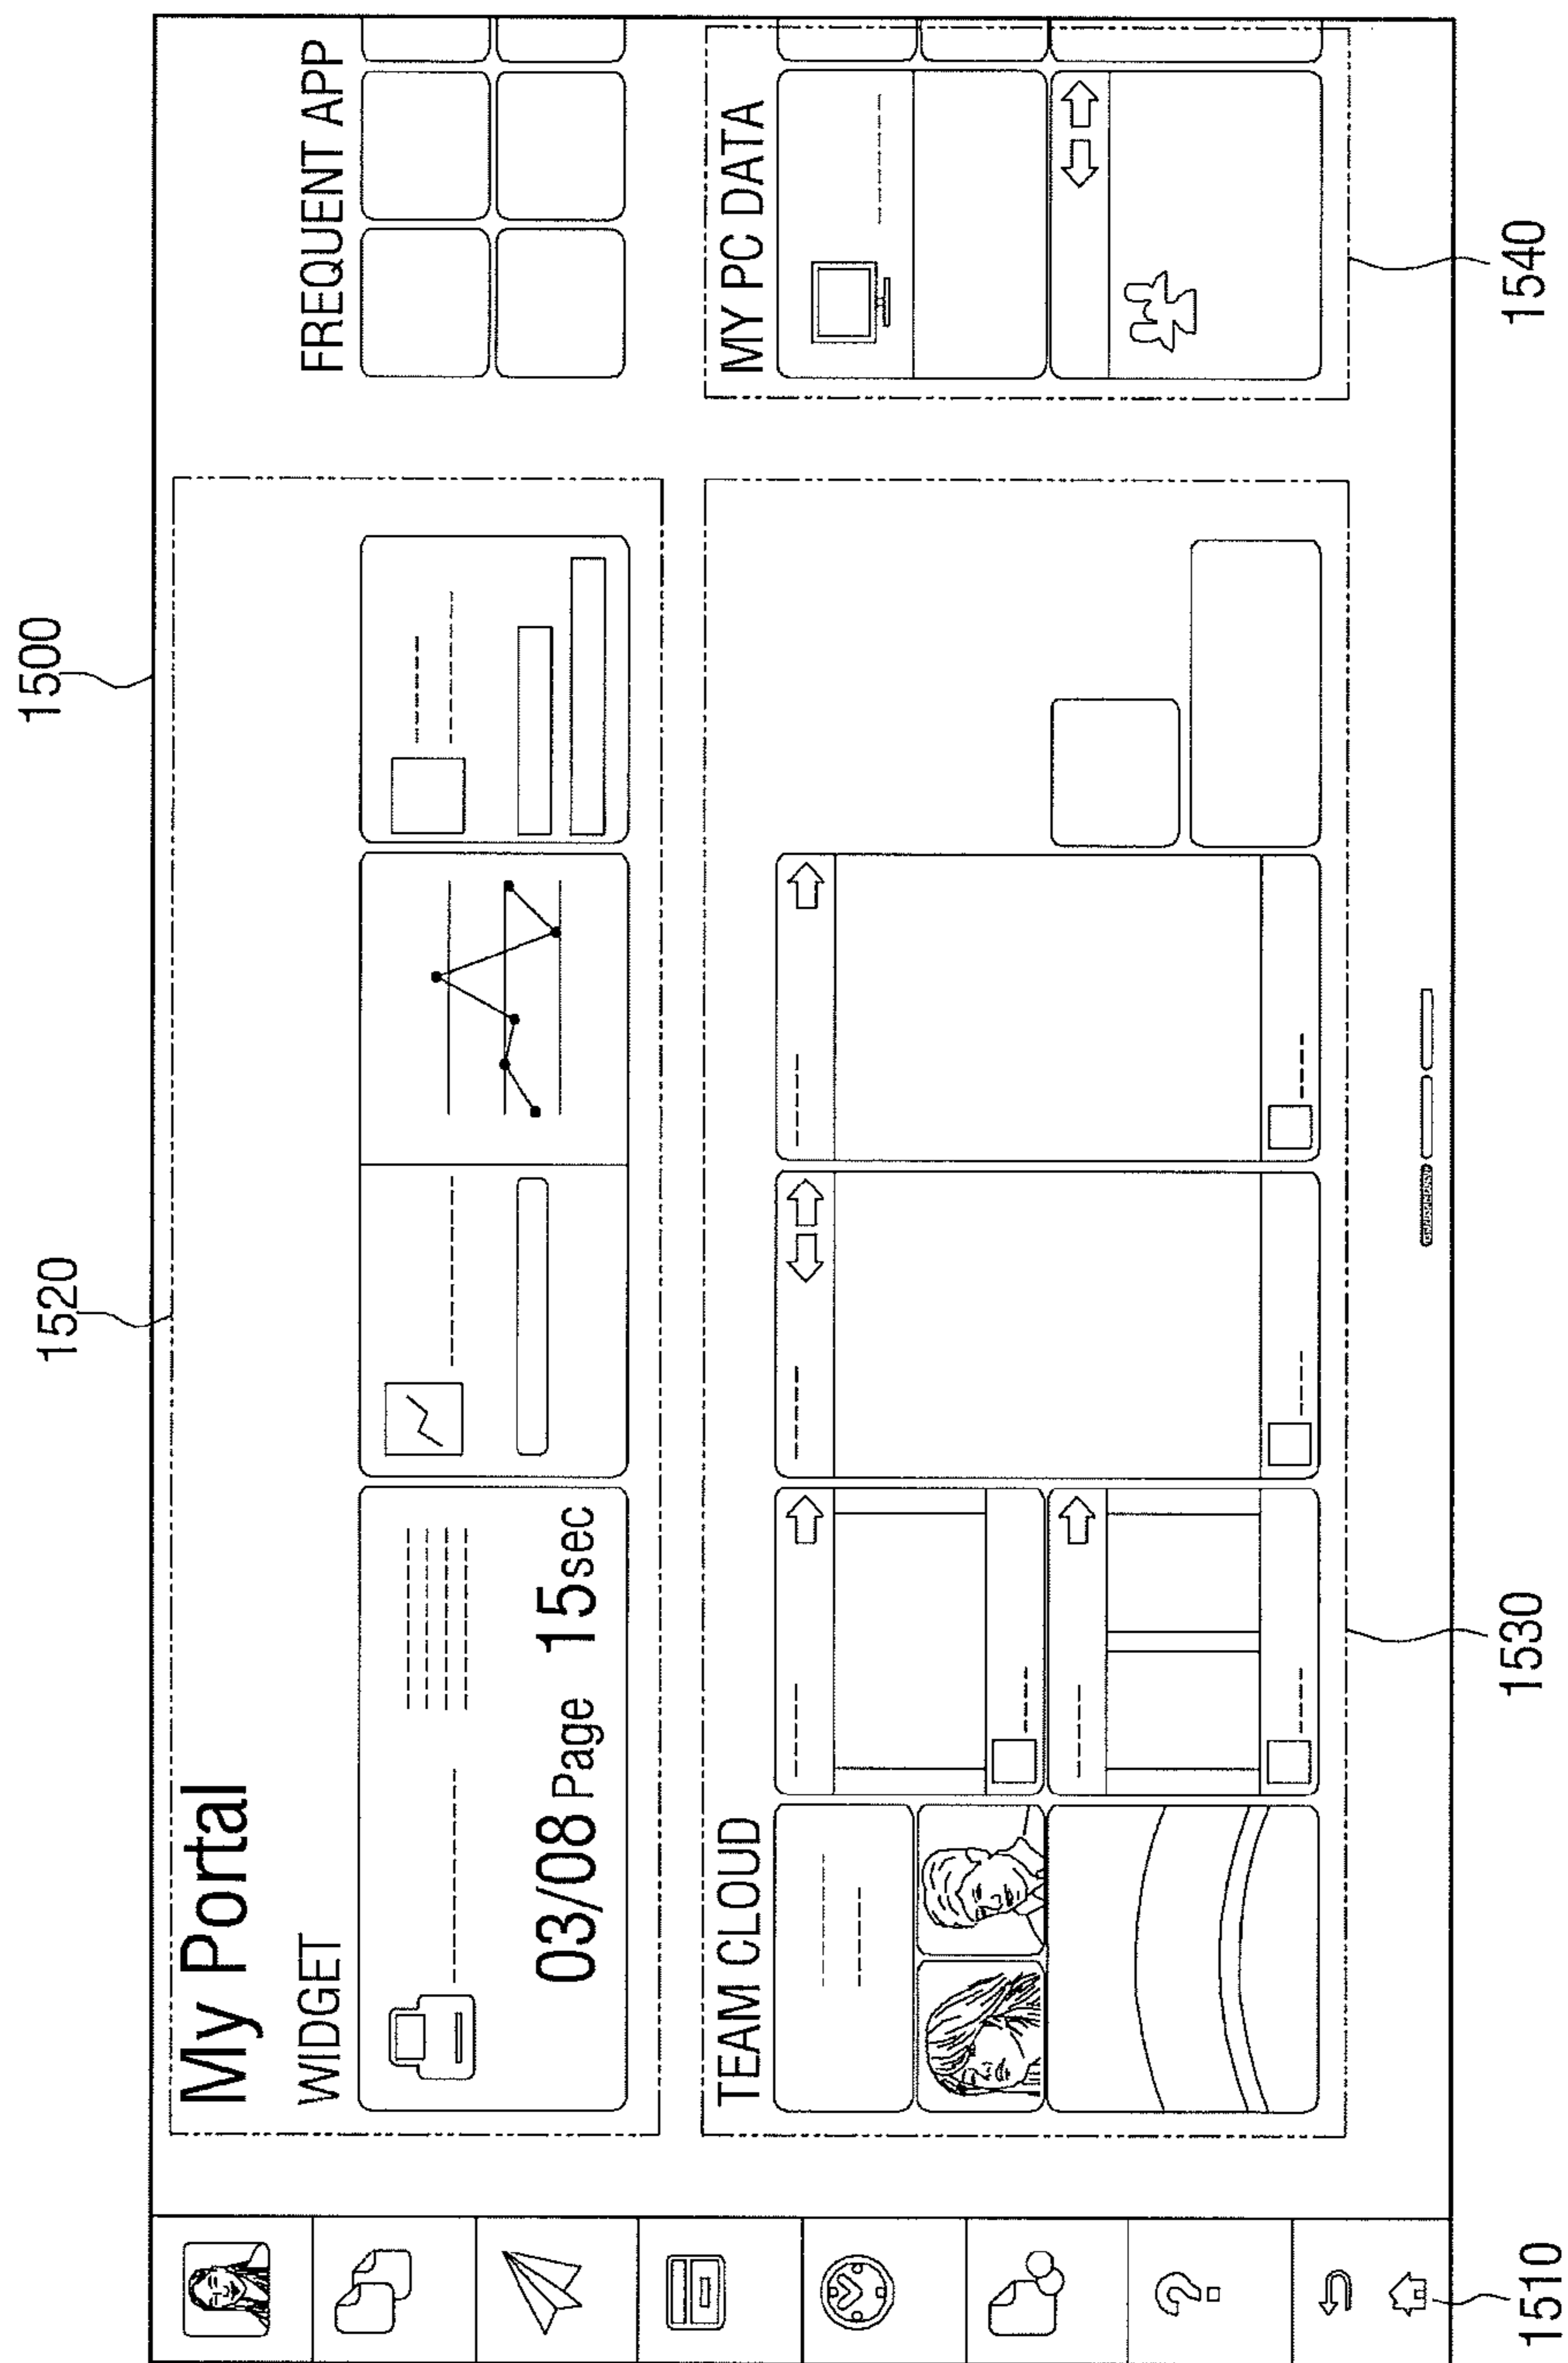 1500
1520
My Portal
WIDGET
FREQUENT APP
03/08 Page 15sec
TEAM CLOUD
MY PC DATA
?
1510
1530
1540